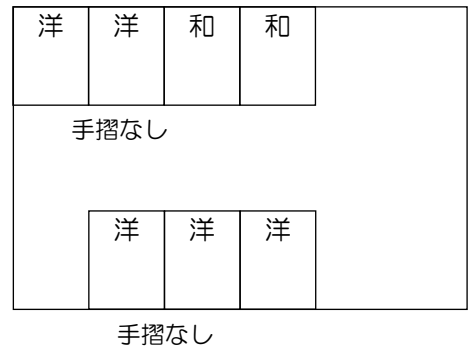 洋 洋 和 和
手摺なし
洋 洋 洋
手摺なし